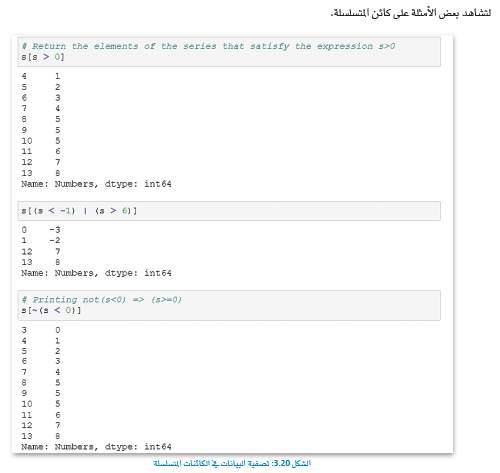 لتشاهد بعض الأمثلة على كائن المتسلسلة.
# Return the elements of the series that satisfy the expression s>0
s[s > 0]
4 1
5 2
6 3
7 4
8 5
9 5
10 5
11 6
12 7
13 8
Name: Numbers, dtype: int64
s[(s < -1) | (s > 6)]
0 -3
1 -2
12 7
13 8
Name: Numbers, dtype: int64
# Printing not(s<0) => (s>=0)
s[~(s < 0)]
3 0
4 1
5 2
6 3
7 4
8 5
9 5
10 5
11 6
12 7
13 8
Name: Numbers, dtype: int64
الشكل 3.20: تصفية البيانات في الكائنات المتسلسلة